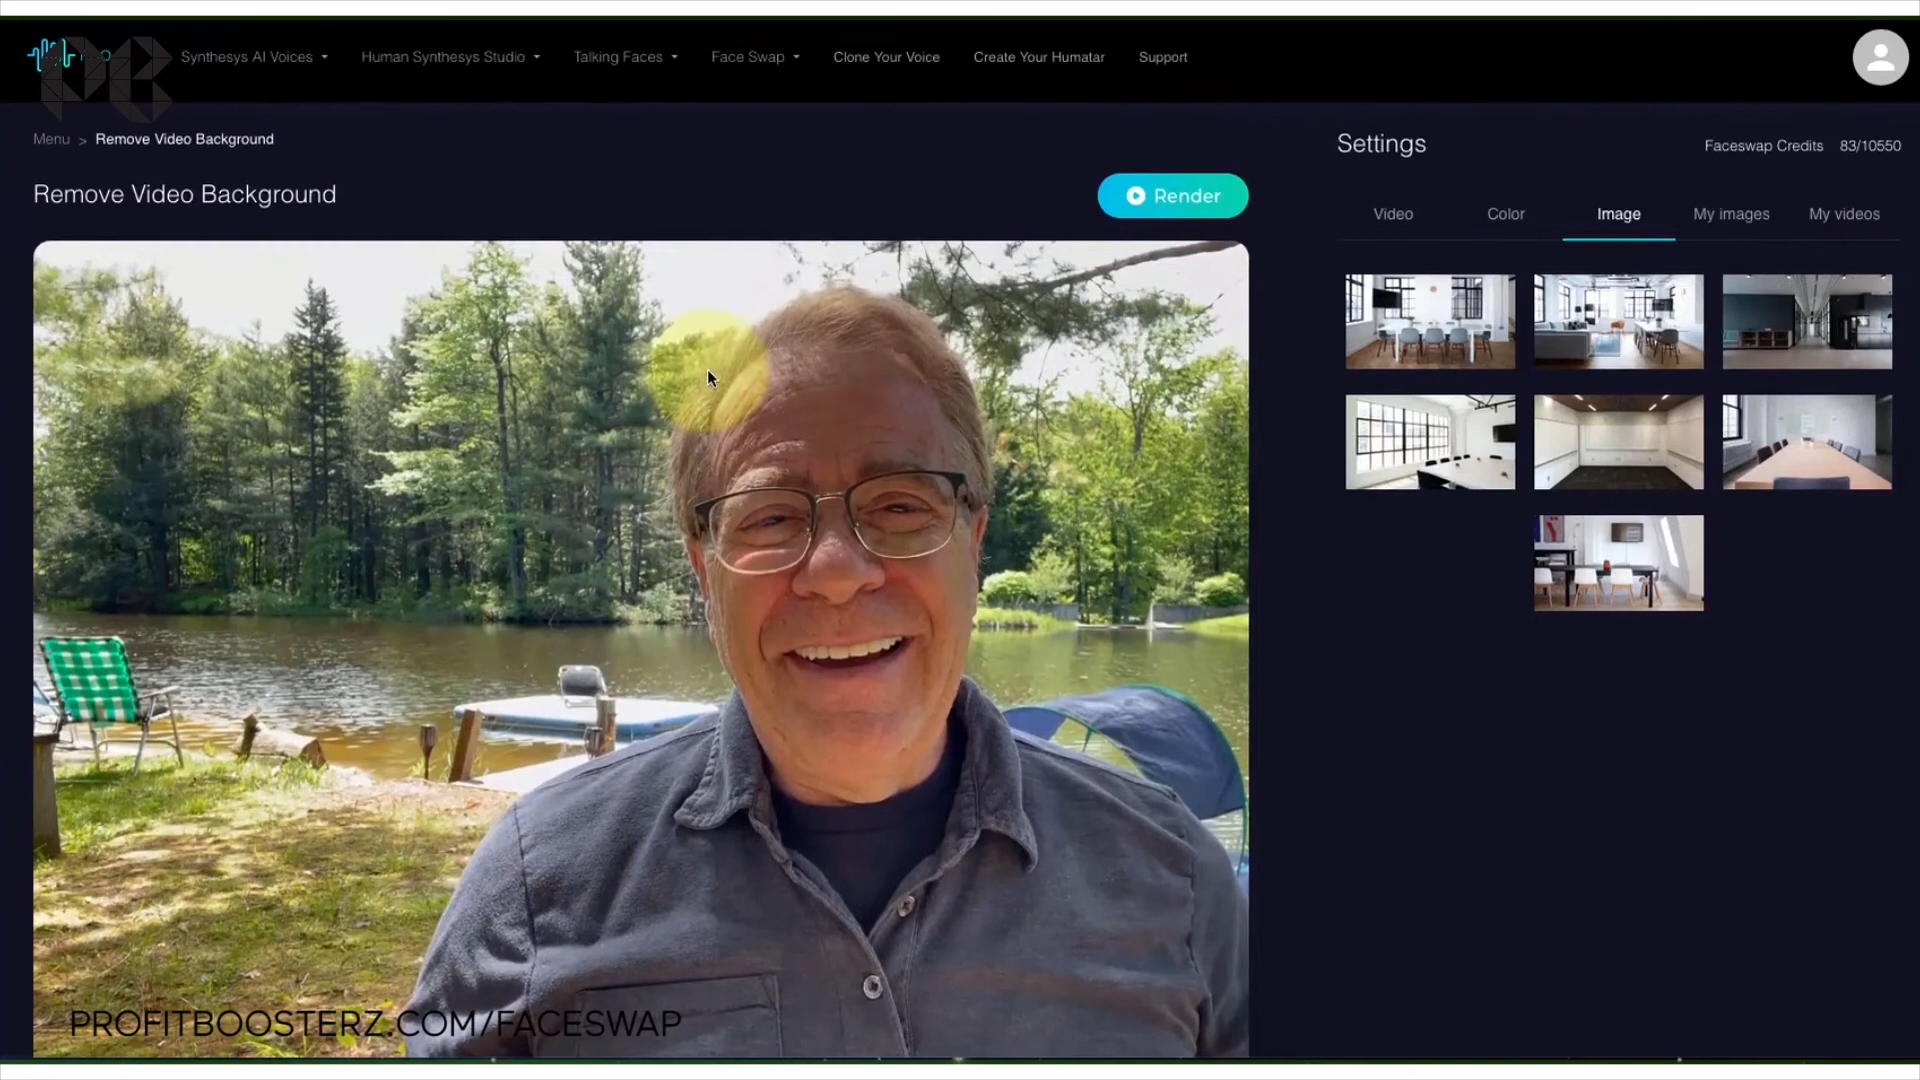 Synthesys AI Voices
Human Synthesys Studio
Talking Faces
Face Swap
Clone Your Voice
Create Your Humatar
Support
Menu > Remove Video Background
Remove Video Background
Render
Settings
Faceswap Credits 83/10550
Video
Color
Image
My images
My videos
PROFITBOOSTERZ.COM/FACESWAP